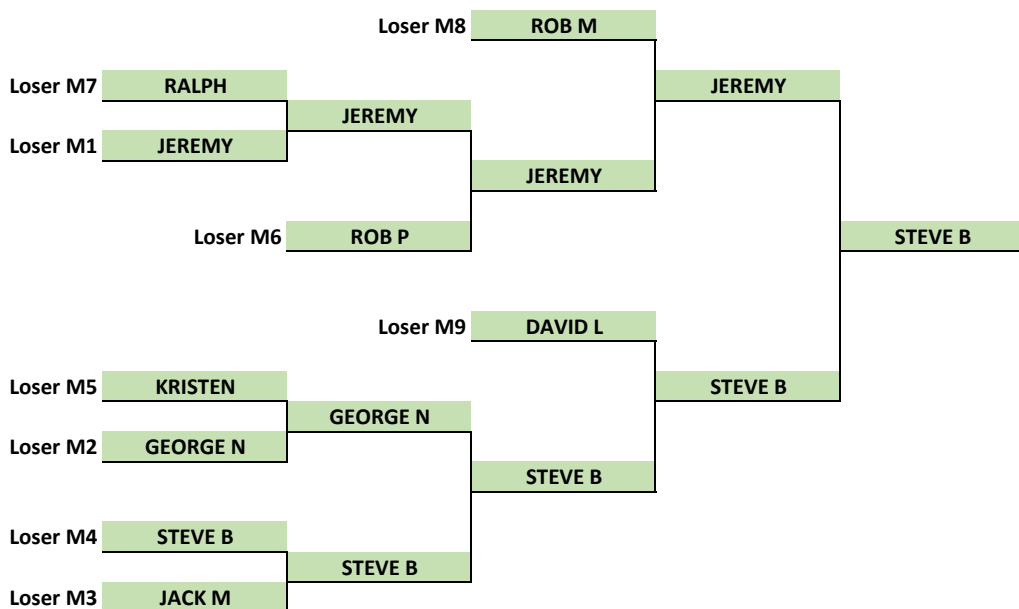 Loser M8 ROB M
Loser M7 RALPH
JEREMY
JEREMY
Loser M1 JEREMY
JEREMY
Loser M6 ROB P
STEVE B
Loser M9 DAVID L
Loser M5 KRISTEN
STEVE B
GEORGE N
Loser M2 GEORGE N
STEVE B
Loser M4 STEVE B
STEVE B
Loser M3 JACK M